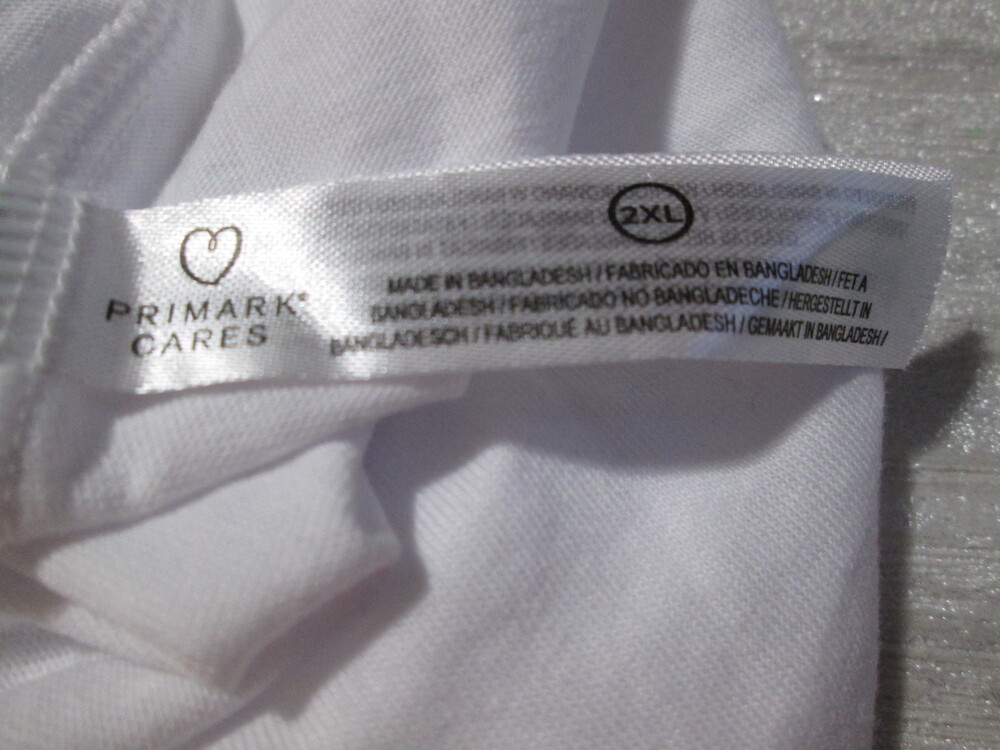 PRIMARK®
CARES
2XL
MADE IN BANGLADESH / FABRICADO EN BANGLADESH / FET A
BANGLADESH / FABRICADO NO BANGLADECHE / HERGESTELLT IN
BANGLADESCH / FABRIQUÉ AU BANGLADESH / GEMAAKT IN BANGLADESH /